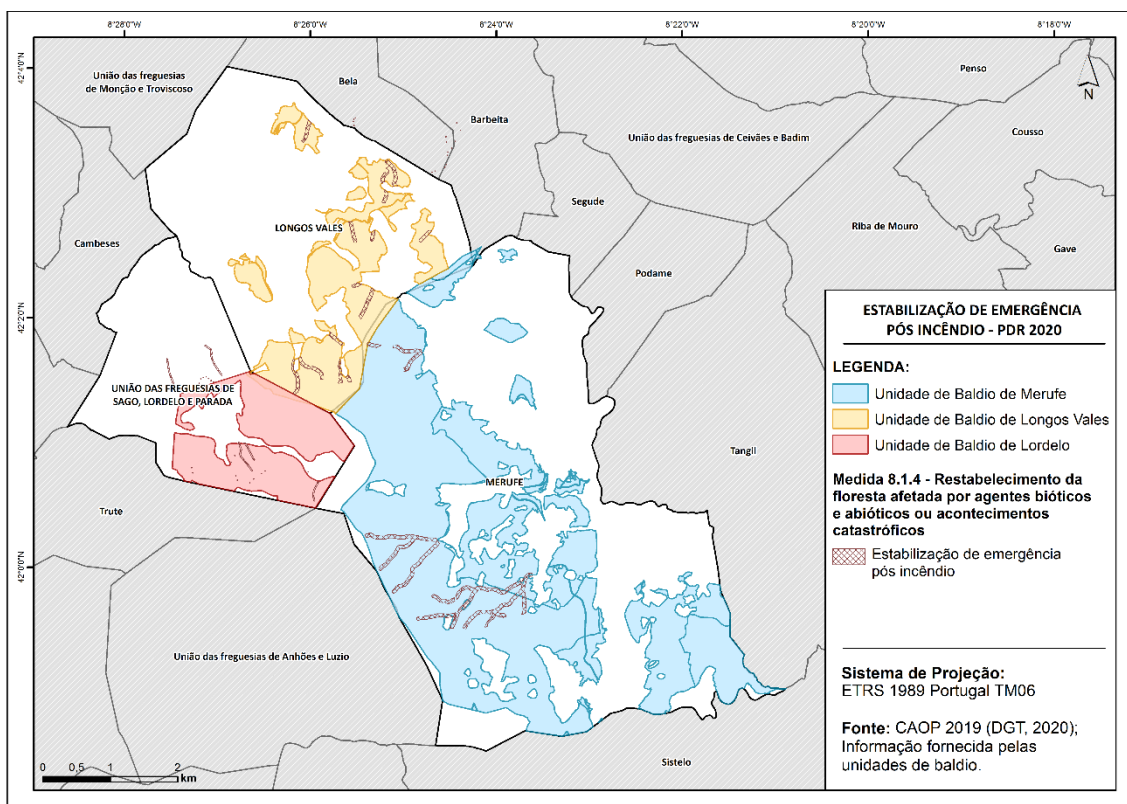 8°28'0"W 8°26'0"W 8°24'0"W 8°22'0"W 8°20'0"W 8°18'0"W
42°4'0"N
42°2'0"N
42°0'0"N
União das freguesias
de Monção e Troviscoso
Bela
Barbeita
Penso
N
União das freguesias de Ceivães e Badim
Cousso
Segude
LONGOS VALES
Riba de Mouro
Cambeses
Gave
Podame
UNIÃO DAS FREGUESIAS DE
SAGO, LORDELO E PARADA
Tangil
MERUFE
Trute
União das freguesias de Anhões e Luzio
Sistelo
0 0,5 1 2
km
ESTABILIZAÇÃO DE EMERGÊNCIA
PÓS INCÊNDIO - PDR 2020
LEGENDA:
Unidade de Baldio de Merufe
Unidade de Baldio de Longos Vales
Unidade de Baldio de Lordelo
Medida 8.1.4 - Restabelecimento da
floresta afetada por agentes bióticos
e abióticos ou acontecimentos
catastróficos
Estabilização de emergência
pós incêndio
Sistema de Projeção:
ETRS 1989 Portugal TM06
Fonte: CAOP 2019 (DGT, 2020);
Informação fornecida pelas
unidades de baldio.